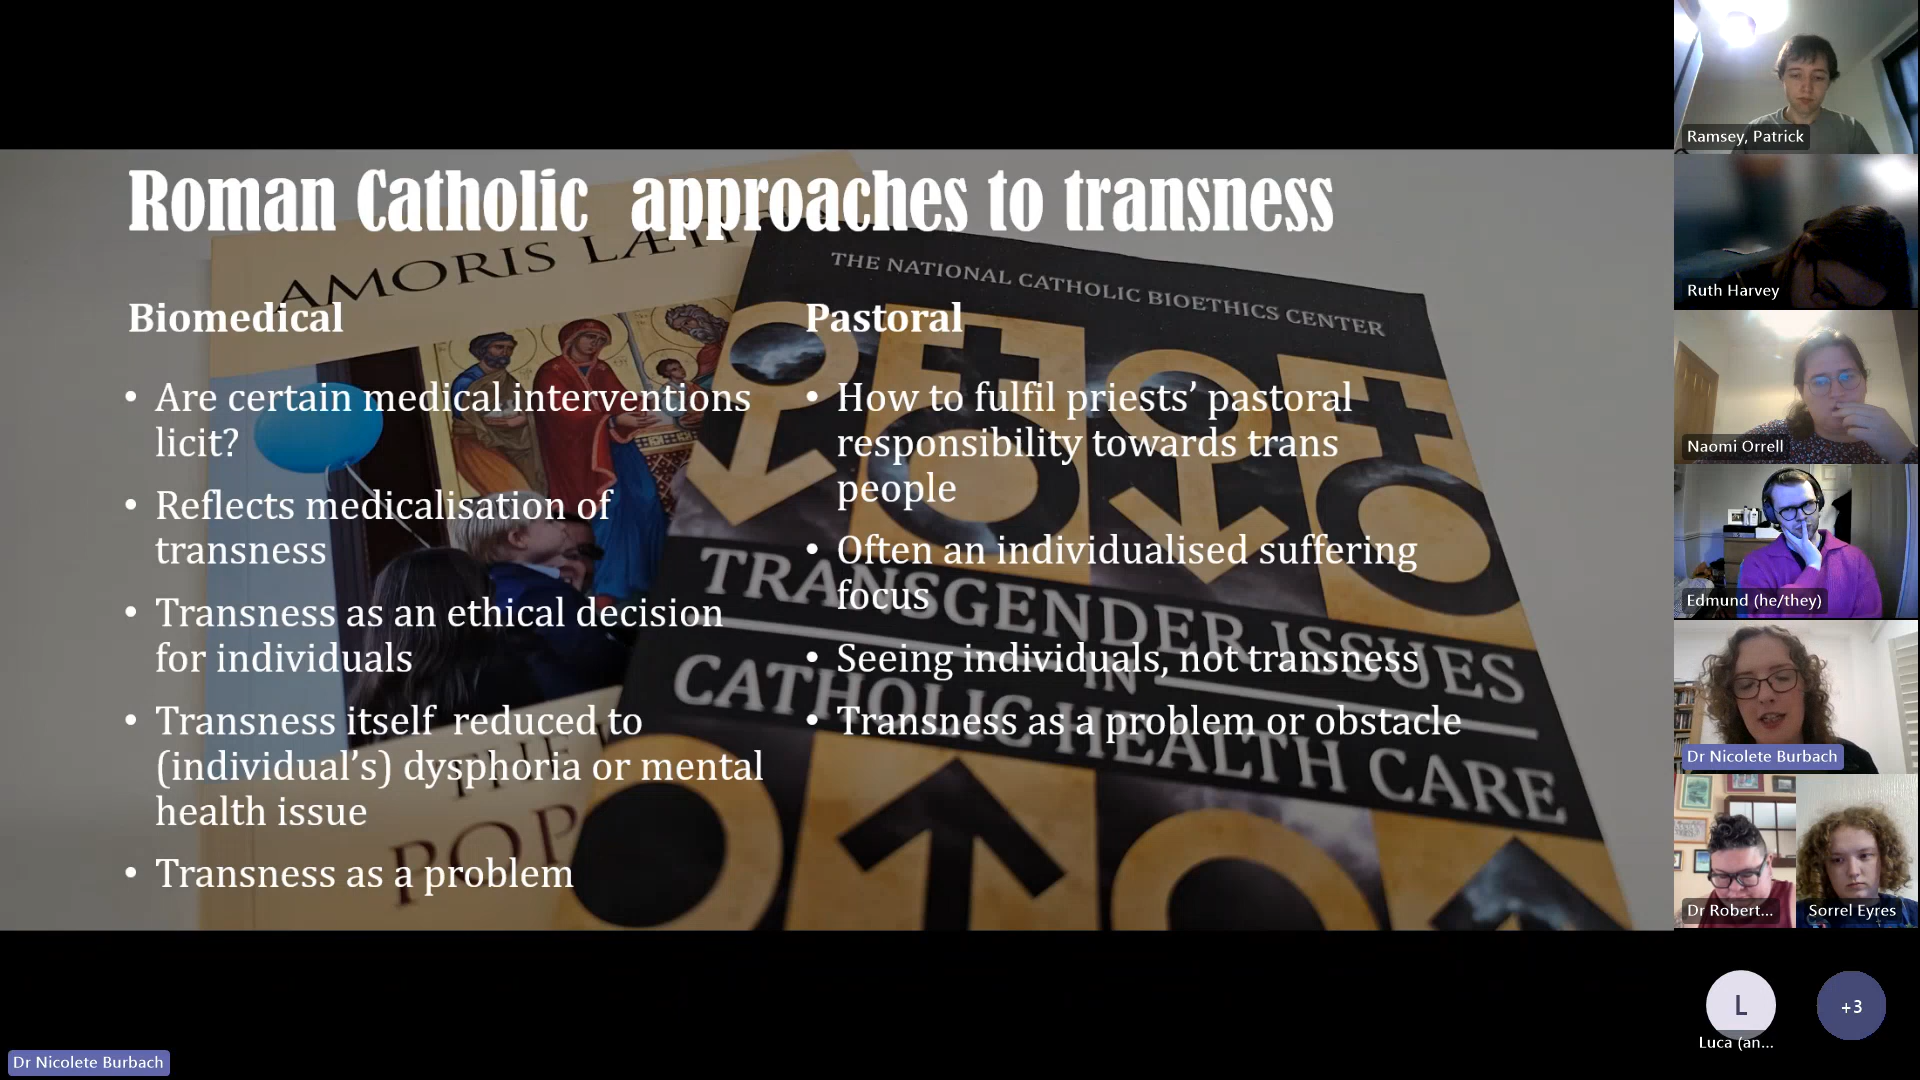 Roman Catholic  approaches to transness
AMORIS LÆT
THE NATIONAL CATHOLIC BIOETHICS CENTER
TRANSGENDER ISSUES
IN
CATHOLIC HEALTH CARE
THE
POP
Biomedical
• Are certain medical interventions
licit?
• Reflects medicalisation of
transness
• Transness as an ethical decision
for individuals
• Transness itself  reduced to
(individual’s) dysphoria or mental
health issue
• Transness as a problem
Pastoral
• How to fulfil priests’ pastoral
responsibility towards trans
people
• Often an individualised suffering
focus
• Seeing individuals, not transness
• Transness as a problem or obstacle
Ramsey, Patrick
Ruth Harvey
Naomi Orrell
Edmund (he/they)
Dr Nicolete Burbach
Dr Robert...
Sorrel Eyres
L
Luca (an...
+3
Dr Nicolete Burbach